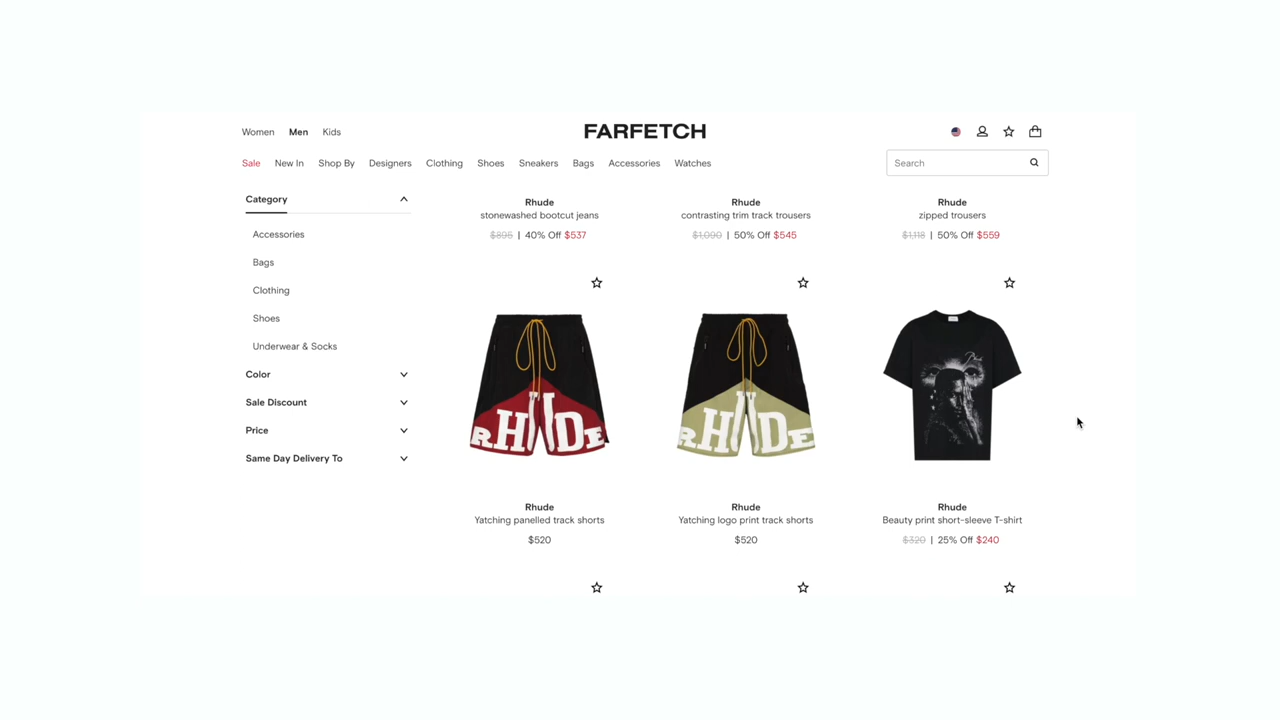 Women Men Kids
FARFETCH
Sale New In Shop By Designers Clothing Shoes Sneakers Bags Accessories Watches
Search
Category
Accessories
Bags
Clothing
Shoes
Underwear & Socks
Color
Sale Discount
Price
Same Day Delivery To
Rhude
stonewashed bootcut jeans
$895 | 40% Off $537
Rhude
contrasting trim track trousers
$1,090 | 50% Off $545
Rhude
zipped trousers
$1,118 | 50% Off $559
RHUDE
Rhude
Yatching panelled track shorts
$520
RHUDE
Rhude
Yatching logo print track shorts
$520
Rhude
Rhude
Beauty print short-sleeve T-shirt
$320 | 25% Off $240